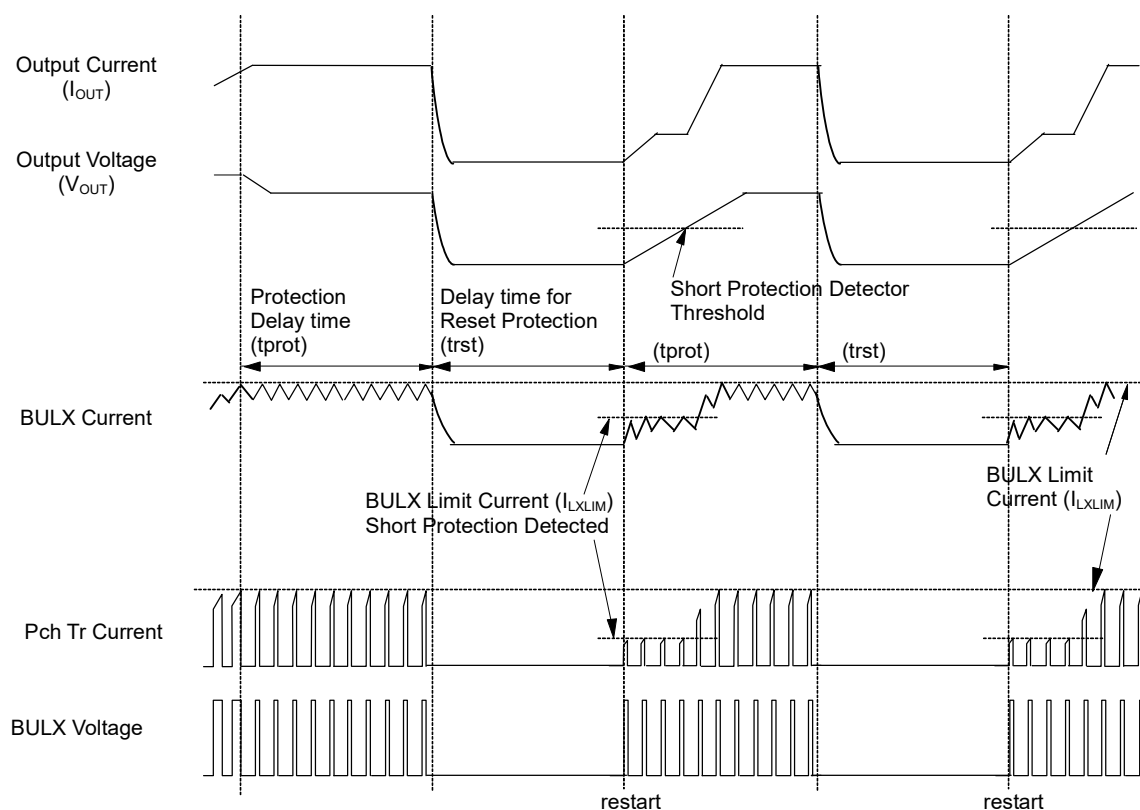 Output Current
(IOUT)
Output Voltage
(VOUT)
Short Protection Detector
Threshold
Protection
Delay time
(tprot)
Delay time for
Reset Protection
(trst)
(tprot)
(trst)
BULX Current
BULX Limit Current (ILXLIM)
Short Protection Detected
BULX Limit
Current (ILXLIM)
Pch Tr Current
BULX Voltage
restart
restart